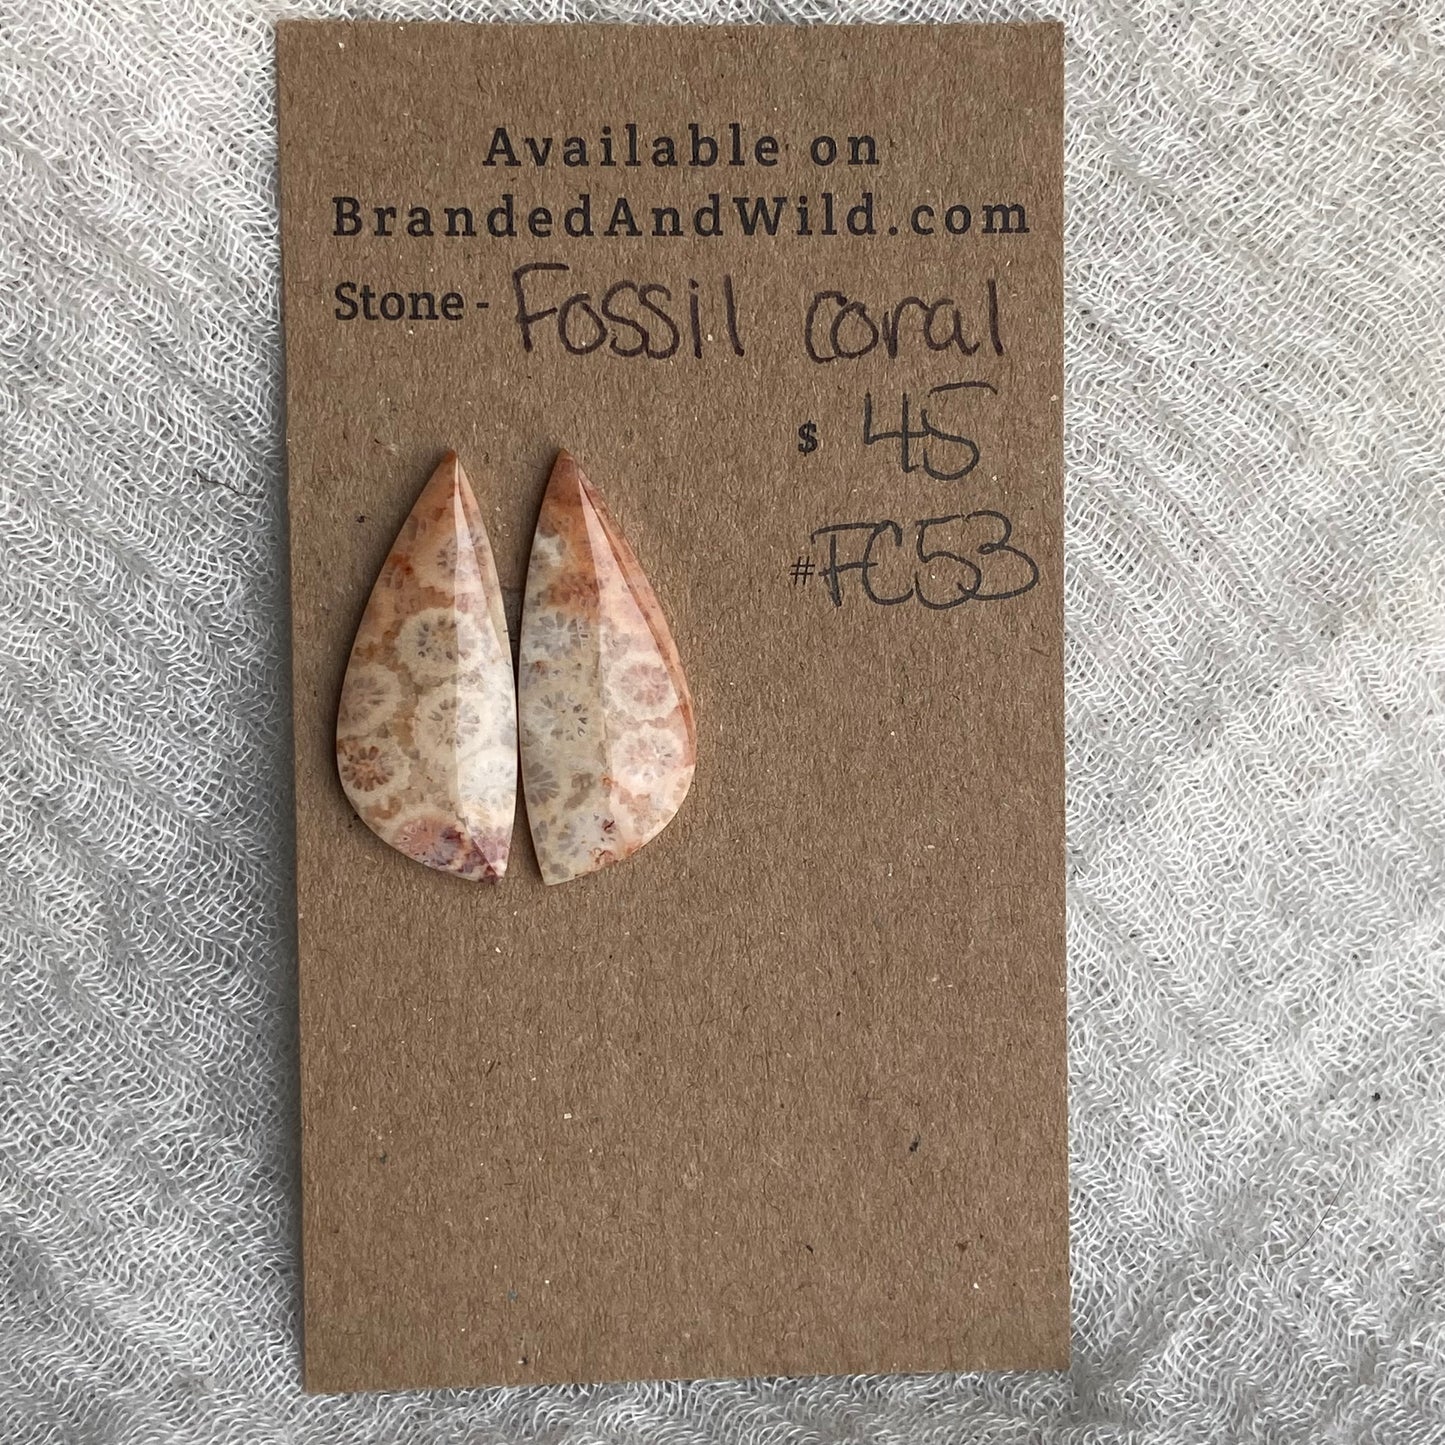 Available on
BrandedAndWild.com
Stone - Fossil coral
$ 45
#FC53